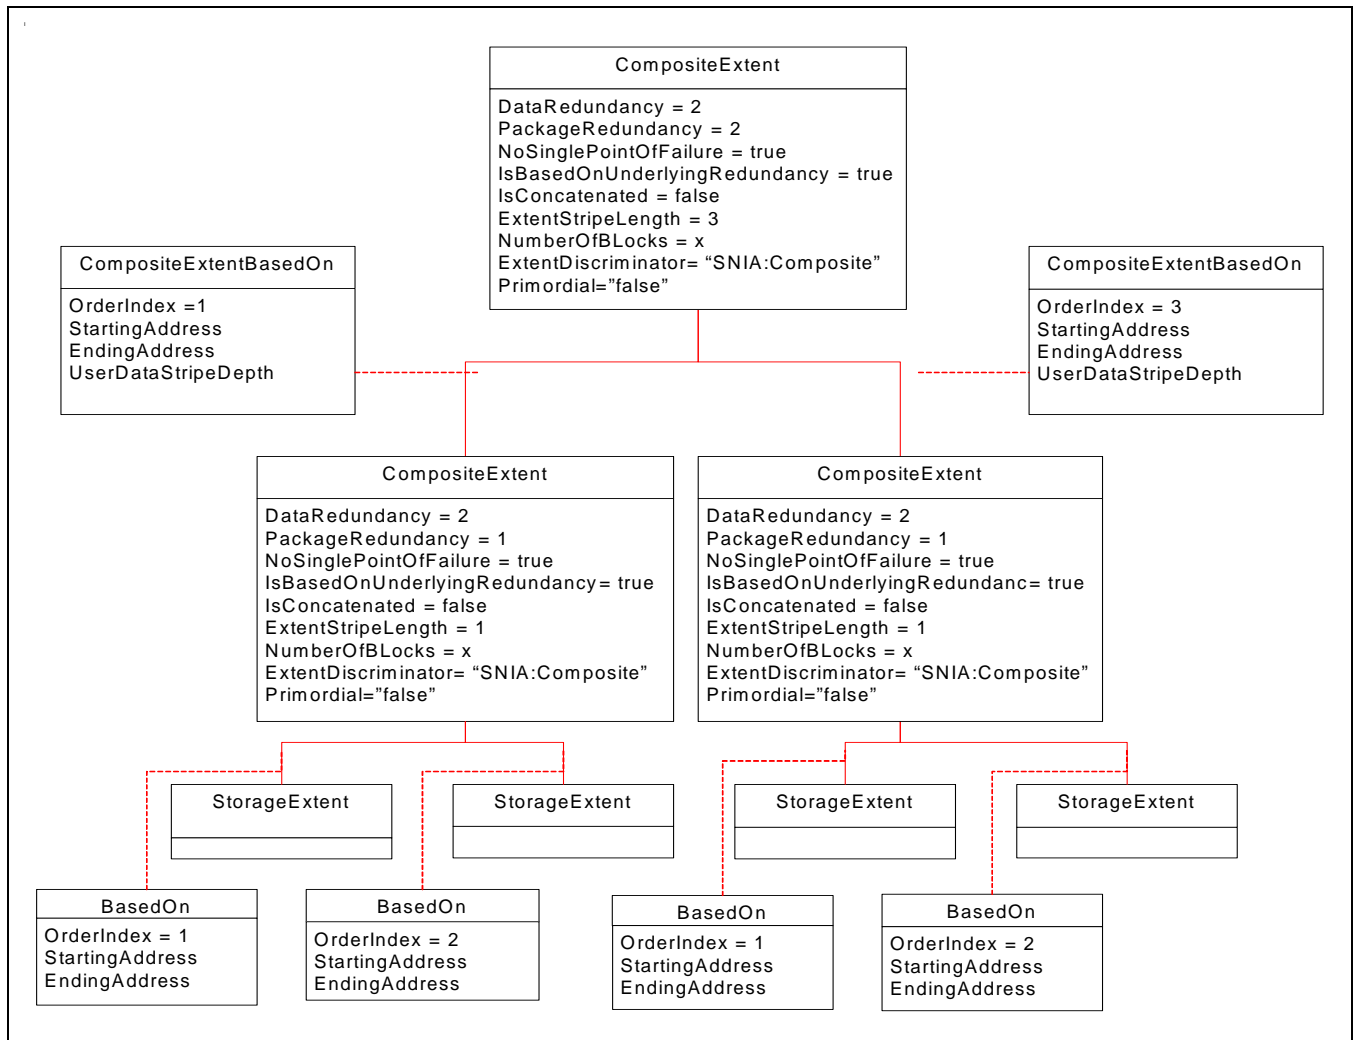 CompositeExtent
DataRedundancy = 2
PackageRedundancy = 2
NoSinglePointOfFailure = true
IsBasedOnUnderlyingRedundancy = true
IsConcatenated = false
ExtentStripeLength = 3
NumberOfBLocks = x
ExtentDiscriminator= “SNIA:Composite”
Primordial=”false”
CompositeExtentBasedOn
OrderIndex =1
StartingAddress
EndingAddress
UserDataStripeDepth
CompositeExtentBasedOn
OrderIndex = 3
StartingAddress
EndingAddress
UserDataStripeDepth
CompositeExtent
DataRedundancy = 2
PackageRedundancy = 1
NoSinglePointOfFailure = true
IsBasedOnUnderlyingRedundancy= true
IsConcatenated = false
ExtentStripeLength = 1
NumberOfBLocks = x
ExtentDiscriminator= “SNIA:Composite”
Primordial=”false”
CompositeExtent
DataRedundancy = 2
PackageRedundancy = 1
NoSinglePointOfFailure = true
IsBasedOnUnderlyingRedundanc= true
IsConcatenated = false
ExtentStripeLength = 1
NumberOfBLocks = x
ExtentDiscriminator= “SNIA:Composite”
Primordial=”false”
StorageExtent
StorageExtent
StorageExtent
StorageExtent
BasedOn
OrderIndex = 1
StartingAddress
EndingAddress
BasedOn
OrderIndex = 2
StartingAddress
EndingAddress
BasedOn
OrderIndex = 1
StartingAddress
EndingAddress
BasedOn
OrderIndex = 2
StartingAddress
EndingAddress